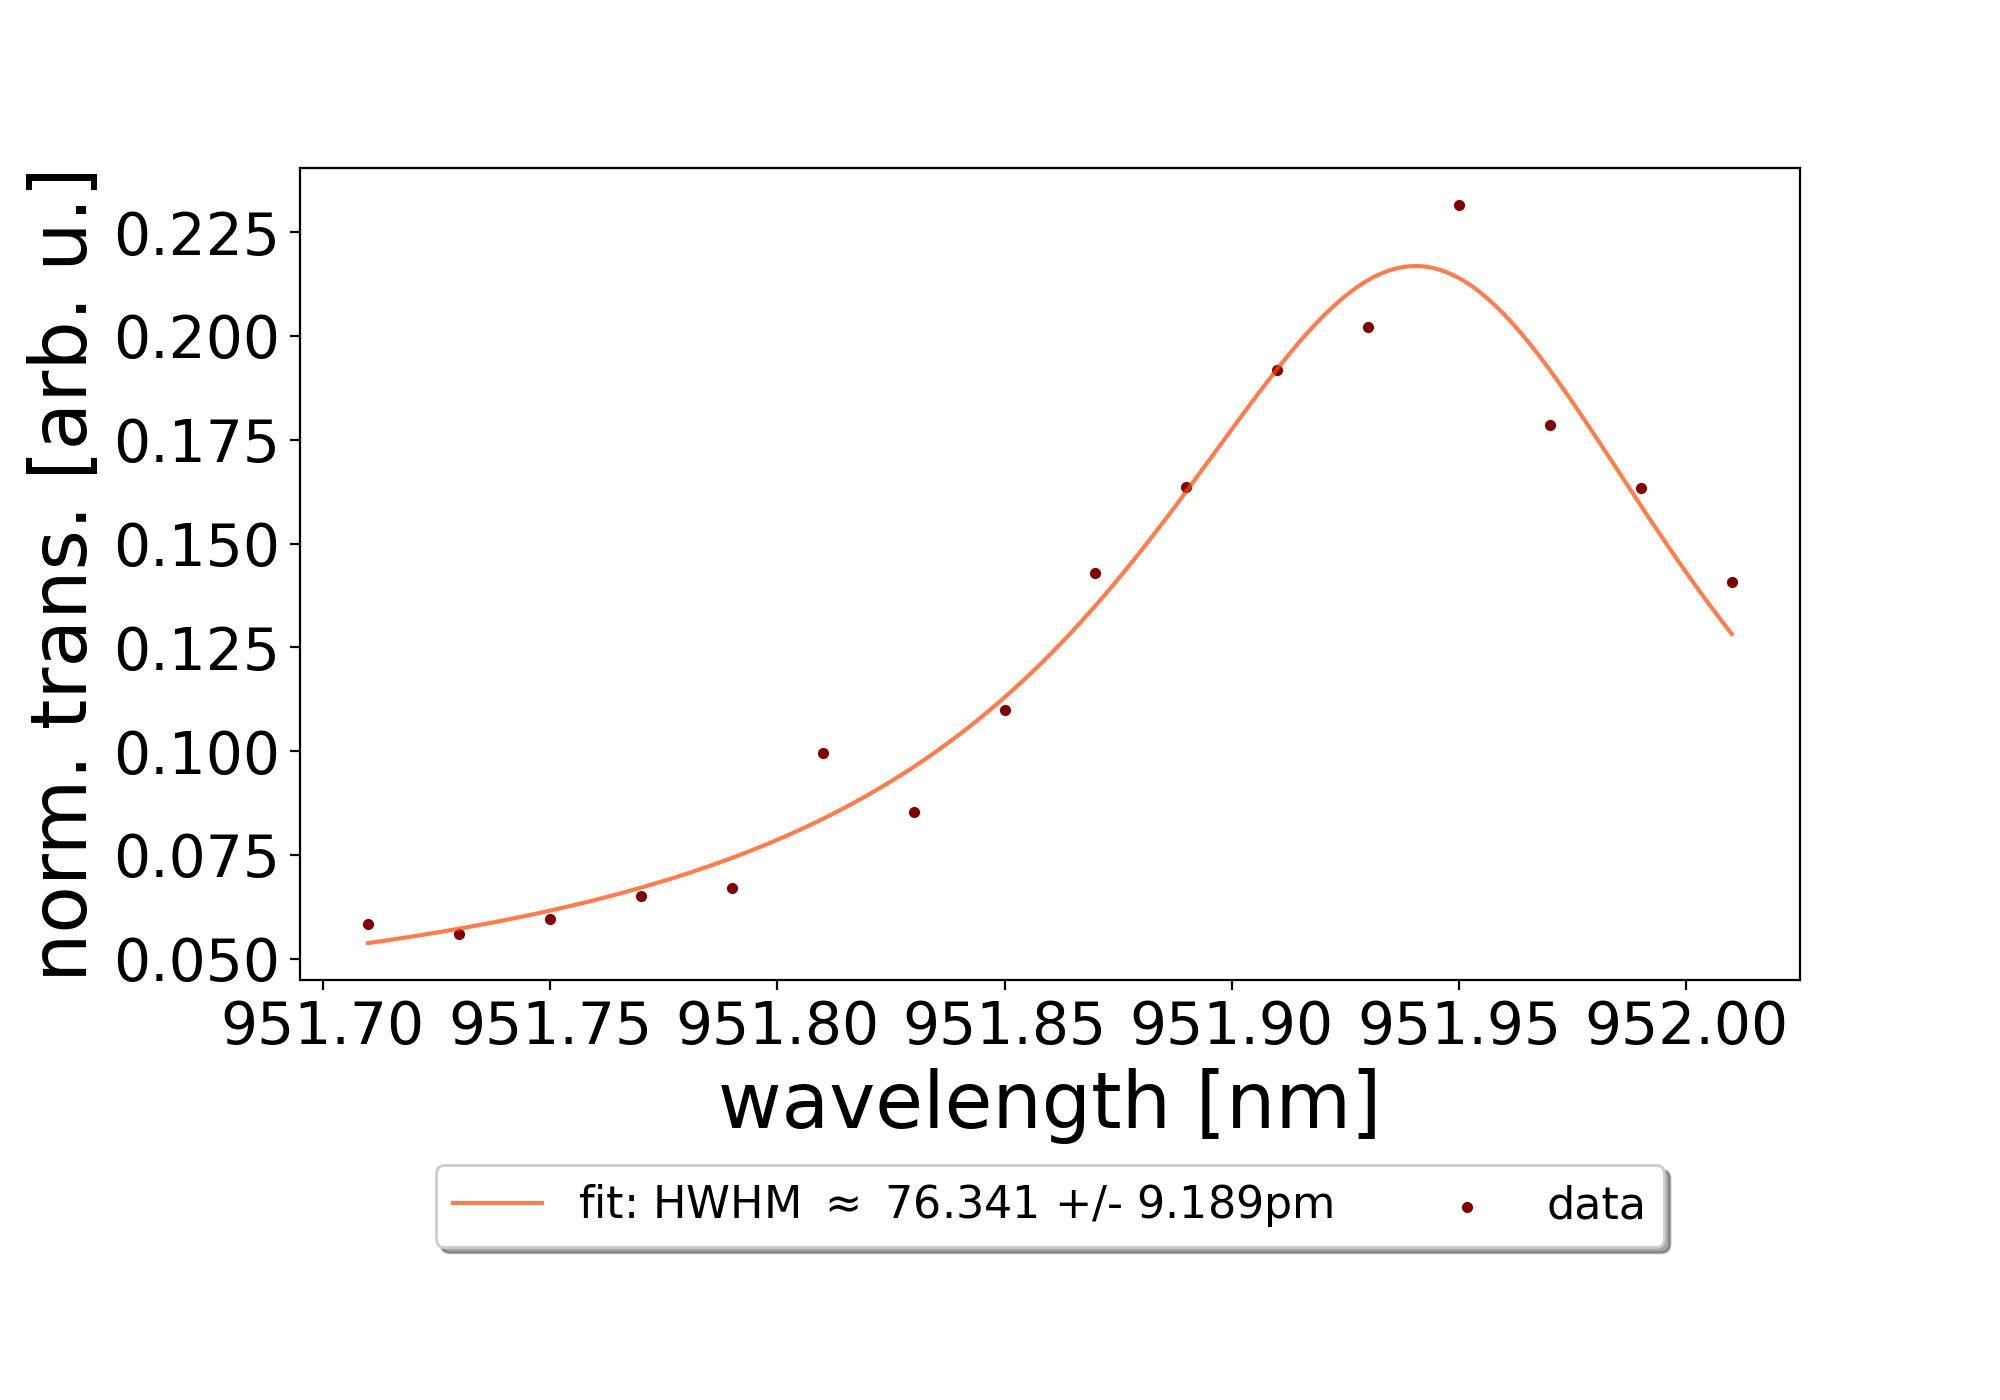 norm. trans. [arb. u.]
0.225
0.200
0.175
0.150
0.125
0.100
0.075
0.050
951.70 951.75 951.80 951.85 951.90 951.95 952.00
wavelength [nm]
fit: HWHM ≈ 76.341 +/- 9.189pm data